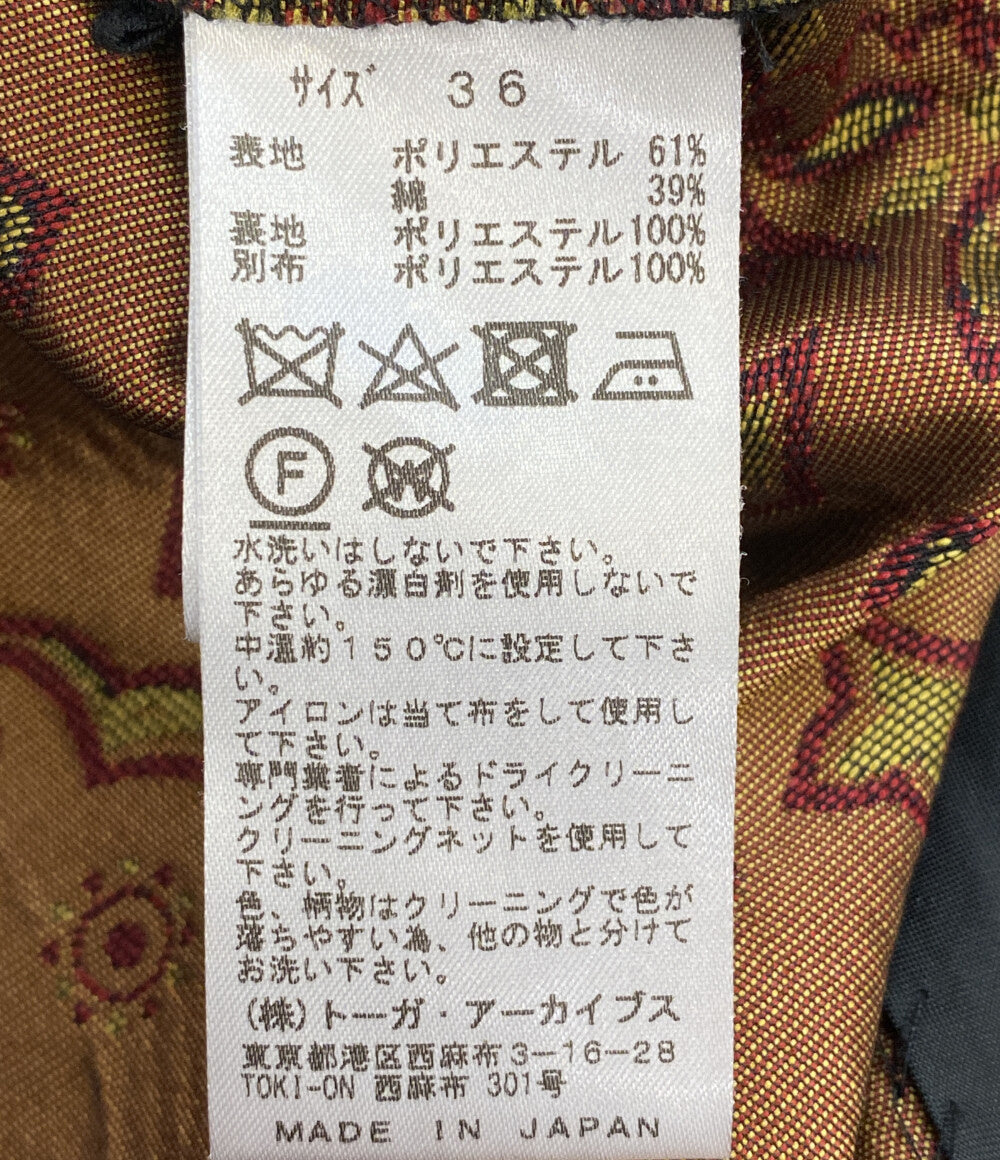 サイズ ３６
表地 ポリエステル 61%
綿 39%
裏地 ポリエステル 100%
別布 ポリエステル 100%
F
W
水洗いはしないで下さい。
あらゆる漂白剤を使用しないで
下さい。
中温約１５０℃に設定して下さ
い。
アイロンは当て布をして使用し
て下さい。
専門業者によるドライクリーニ
ングを行って下さい。
クリーニングネットを使用して
下さい。
色、柄物はクリーニングで色が
落ちやすい為、他の物と分けて
お洗い下さい。
(株)トーガ・アーカイブス
東京都港区西麻布3-16-28
TOKI-ON 西麻布 301号
MADE IN JAPAN